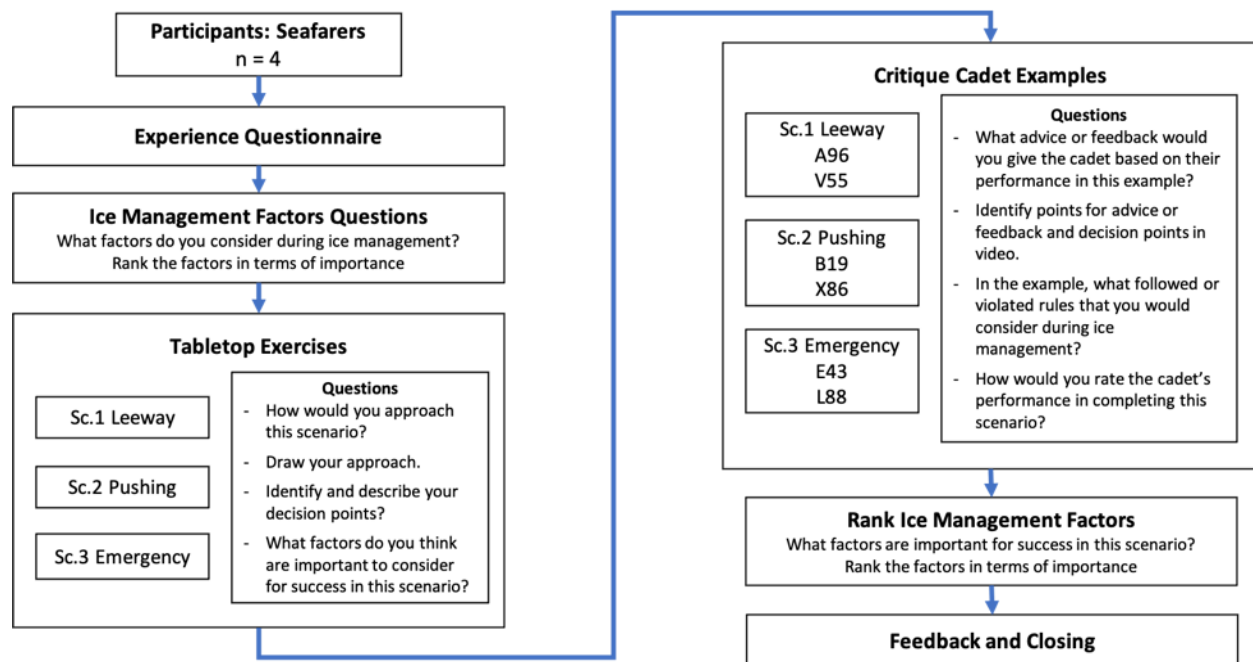 Participants: Seafarers
n = 4
Experience Questionnaire
Ice Management Factors Questions
What factors do you consider during ice management?
Rank the factors in terms of importance
Tabletop Exercises
Sc.1 Leeway
Sc.2 Pushing
Sc.3 Emergency
Questions
- How would you approach
this scenario?
- Draw your approach.
- Identify and describe your
decision points?
- What factors do you think
are important to consider
for success in this scenario?
Critique Cadet Examples
Sc.1 Leeway
A96
V55
Sc.2 Pushing
B19
X86
Sc.3 Emergency
E43
L88
Questions
- What advice or feedback would
you give the cadet based on their
performance in this example?
- Identify points for advice or
feedback and decision points in
video.
- In the example, what followed or
violated rules that you would
consider during ice
management?
- How would you rate the cadet's
performance in completing this
scenario?
Rank Ice Management Factors
What factors are important for success in this scenario?
Rank the factors in terms of importance
Feedback and Closing